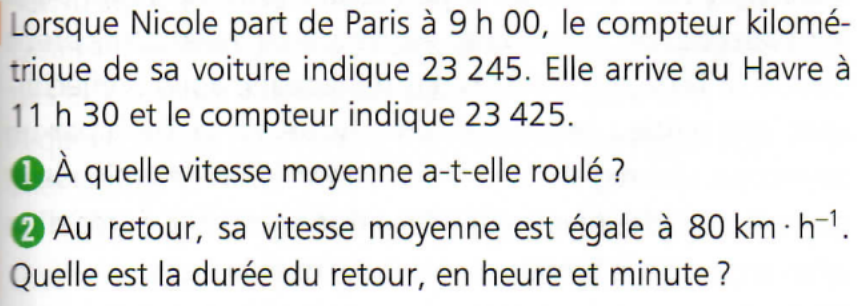 Lorsque Nicole part de Paris à 9 h 00, le compteur kilomé-
trique de sa voiture indique 23 245. Elle arrive au Havre à
11 h 30 et le compteur indique 23 425.
1 À quelle vitesse moyenne a-t-elle roulé ?
2 Au retour, sa vitesse moyenne est égale à 80 km · h⁻¹.
Quelle est la durée du retour, en heure et minute ?